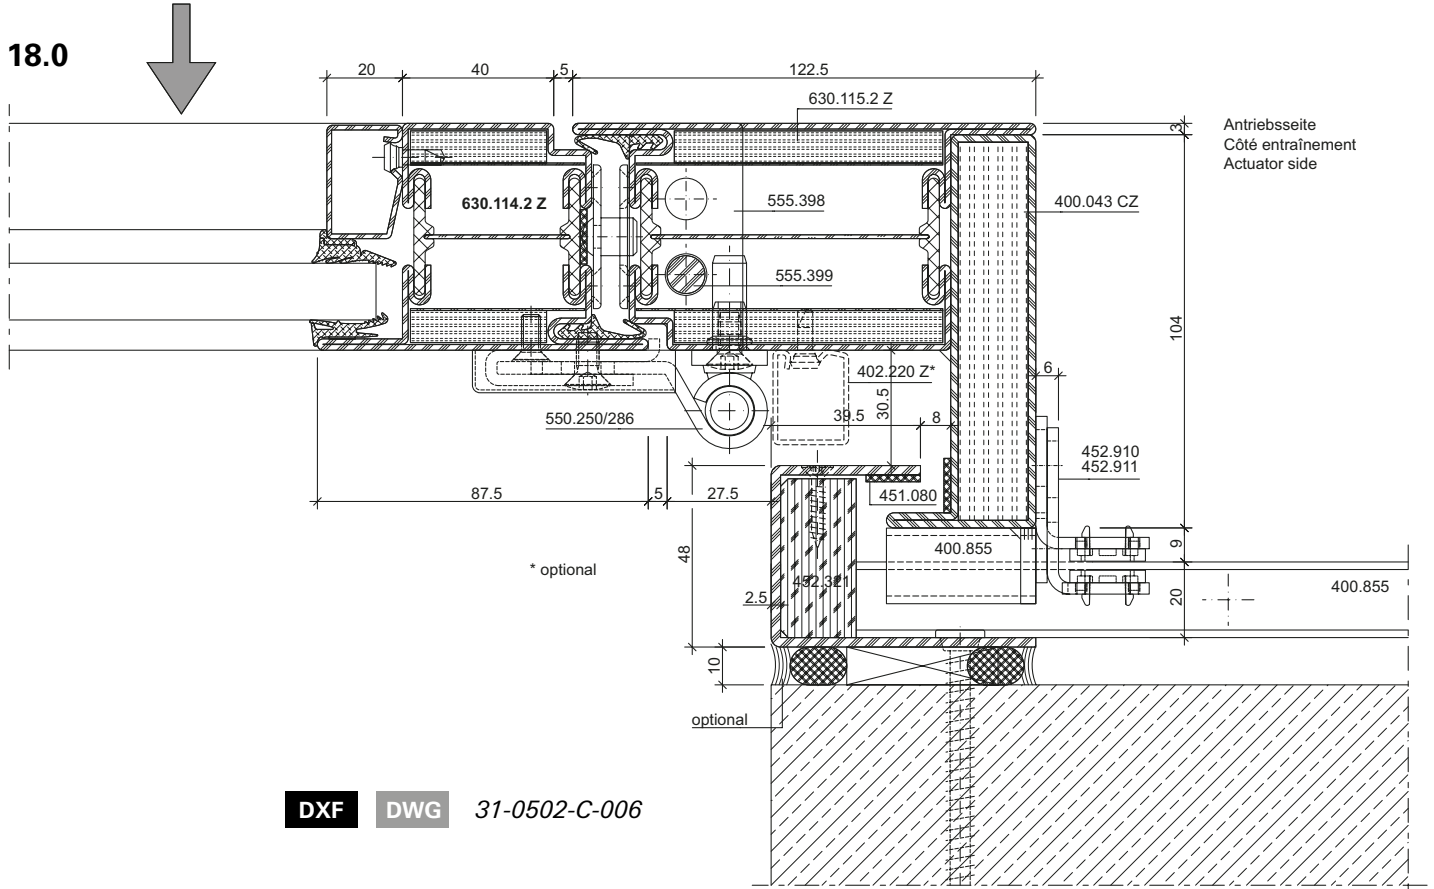 18.0
20
40
5
122.5
630.115.2 Z
3
Antriebsseite
Côté entraînement
Actuator side
630.114.2 Z
555.398
400.043 CZ
555.399
104
402.220 Z*
6
550.250/286
39.5
30.5
8
452.910
452.911
87.5
5
27.5
451.080
48
400.855
9
* optional
452.321
400.855
2.5
20
10
optional
DXF DWG 31-0502-C-006